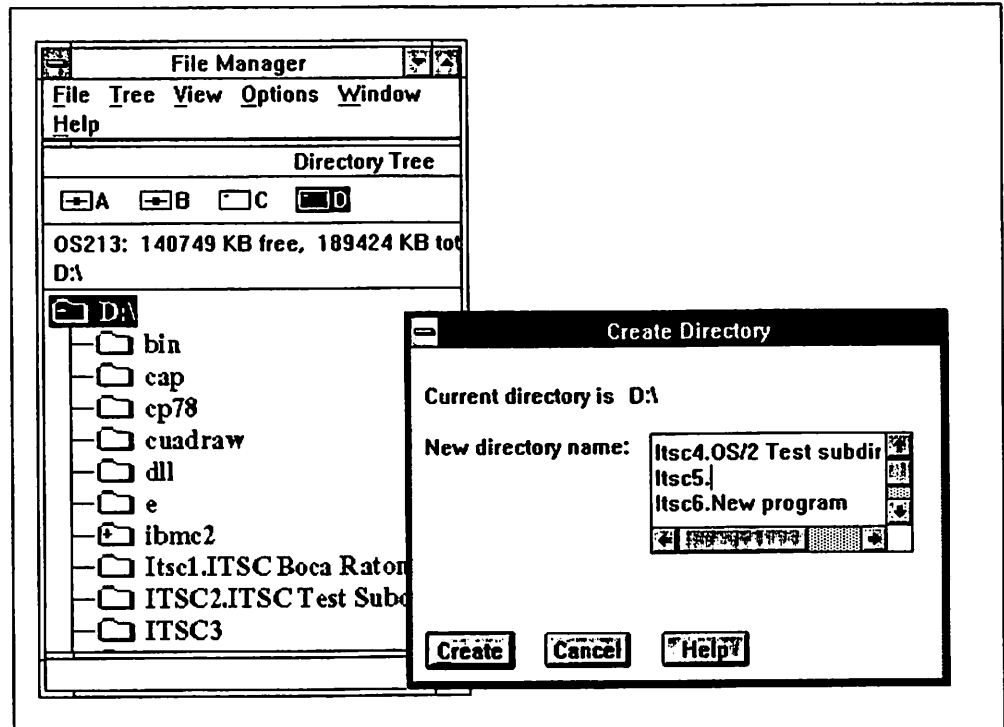 File Manager
File Tree View Options Window
Help
Directory Tree
A B C D
OS213: 140749 KB free, 189424 KB tot
D:\
D:\
bin
cap
cp78
cuadraw
dll
e
ibmc2
Itsc1.ITSC Boca Raton
ITSC2.ITSC Test Subd
ITSC3
Create Directory
Current directory is D:\
New directory name:
Itsc4.OS/2 Test subdir
Itsc5.
Itsc6.New program
Create Cancel Help